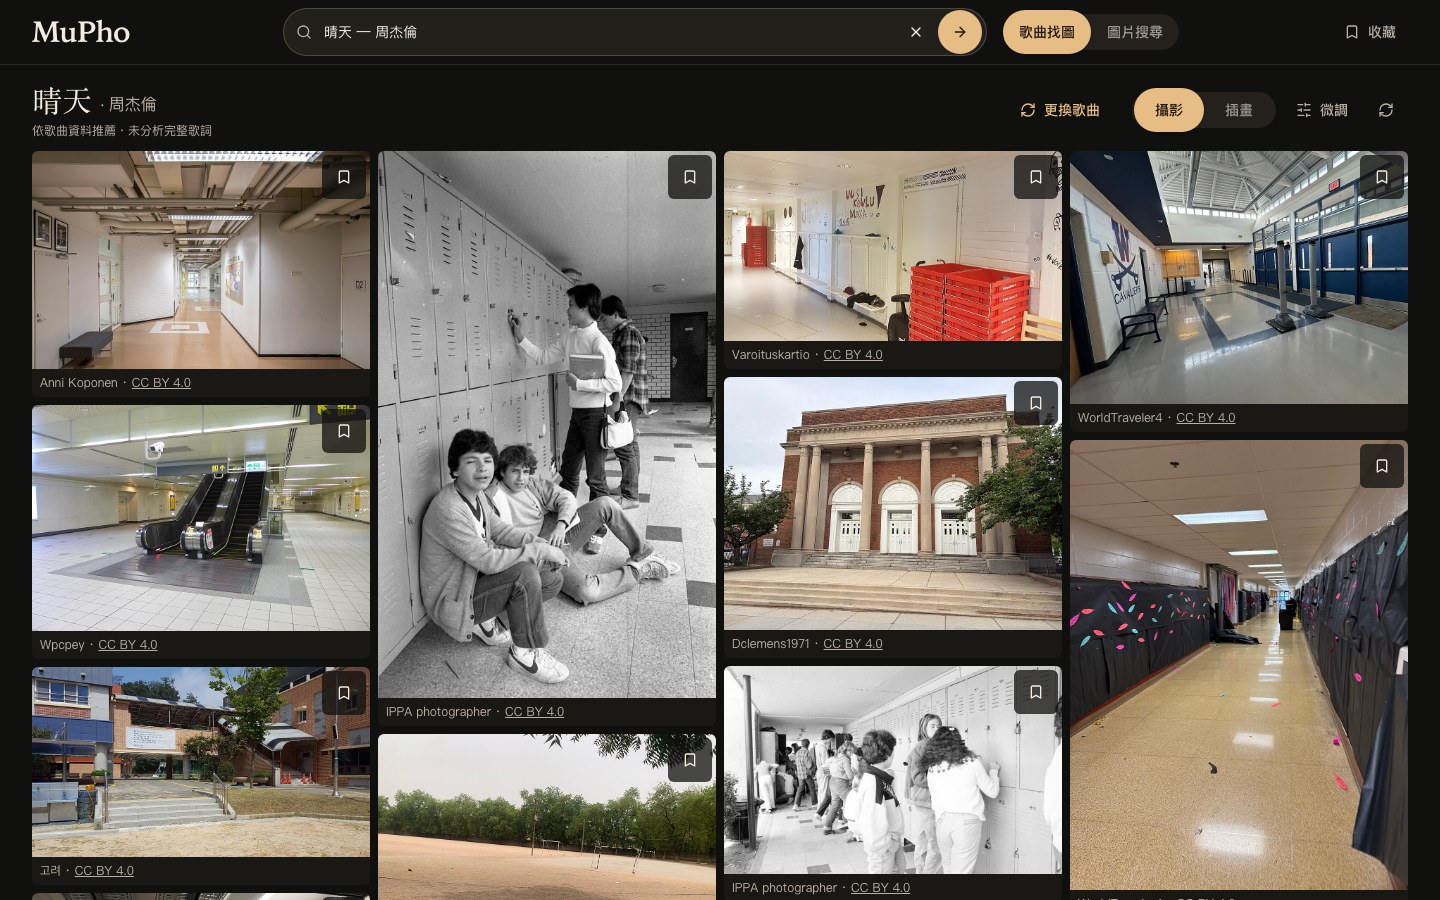 MuPho
晴天 — 周杰倫
歌曲找圖
圖片搜尋
收藏
晴天 · 周杰倫
依歌曲資料推薦 · 未分析完整歌詞
更換歌曲
攝影
插畫
微調
Anni Koponen · CC BY 4.0
Wpcpey · CC BY 4.0
고려 · CC BY 4.0
IPPA photographer · CC BY 4.0
Varoituskartio · CC BY 4.0
Dclemens1971 · CC BY 4.0
IPPA photographer · CC BY 4.0
W
CAVALIERS
WorldTraveler4 · CC BY 4.0